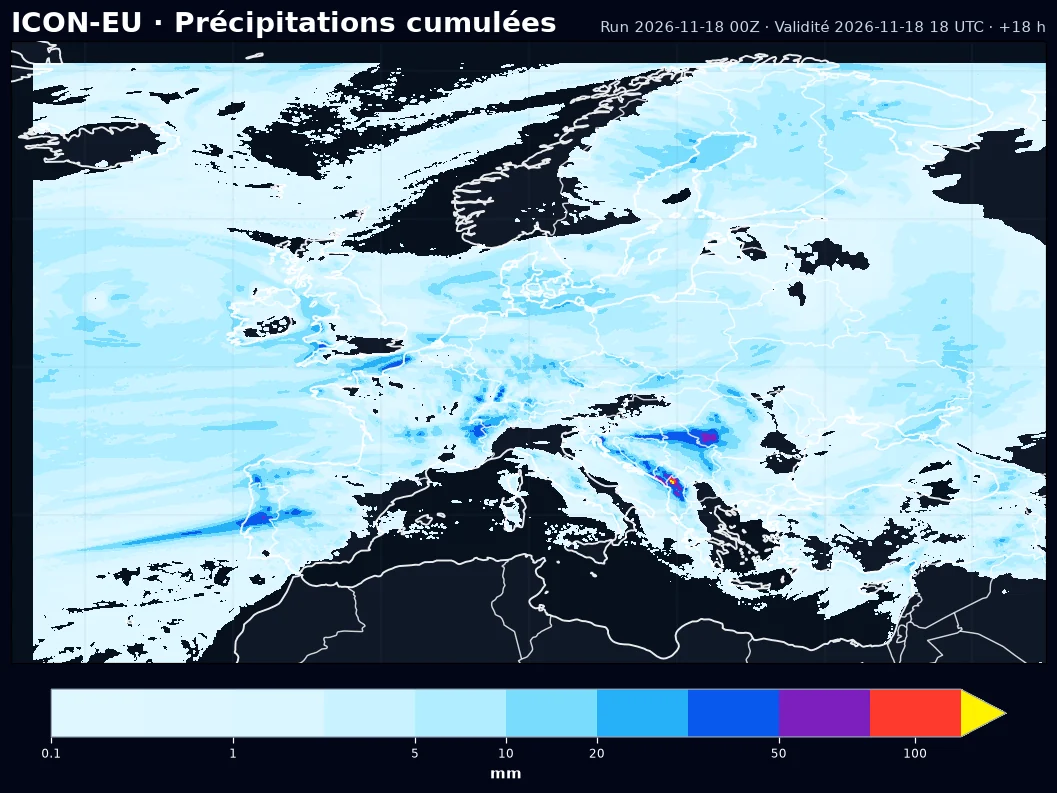 ICON-EU · Précipitations cumulées
Run 2026-11-18 00Z · Validité 2026-11-18 18 UTC · +18 h
0.1 1 5 10 20 50 100
mm